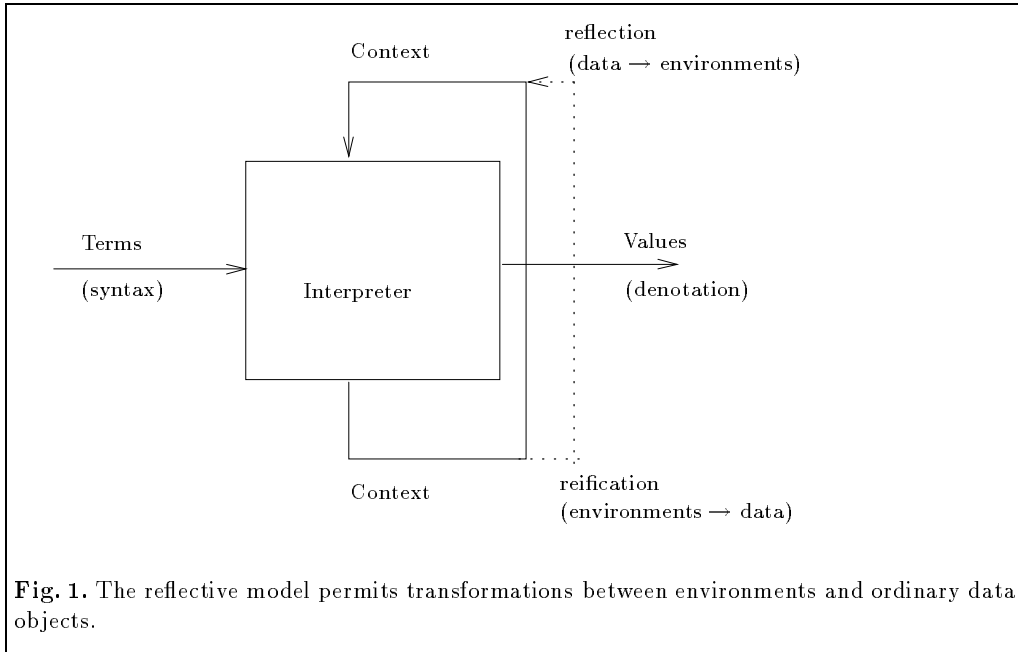 reflection
Context
(data → environments)
Terms
Values
(syntax)
Interpreter
(denotation)
reification
Context
(environments → data)
Fig. 1. The reflective model permits transformations between environments and ordinary data
objects.